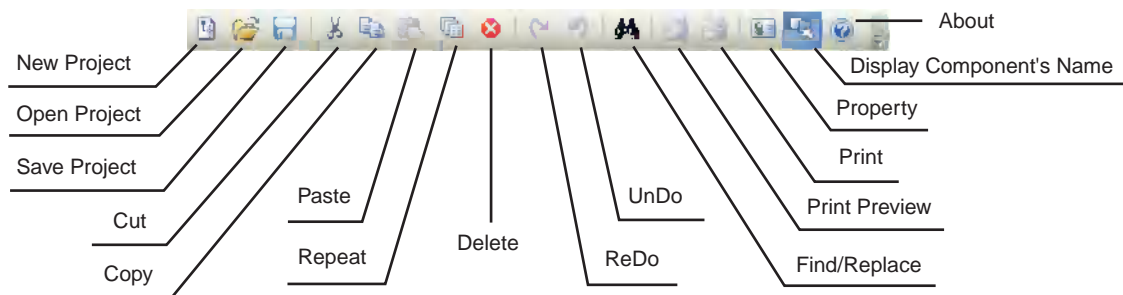 About
New Project
Display Component's Name
Open Project
Property
Save Project
Print
Paste
UnDo
Print Preview
Cut
Delete
Repeat
ReDo
Find/Replace
Copy